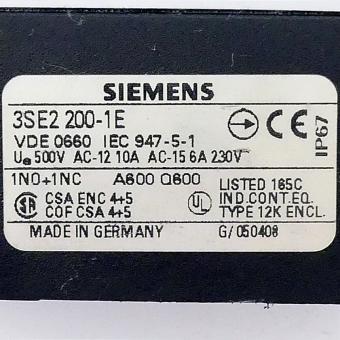 SIEMENS
3SE2 200-1E
CE
VDE 0660 IEC 947-5-1
IP67
Ue 500V AC-12 10A AC-15 6A 230V
1NO+1NC A600 Q600
LISTED 165C
CSA ENC 4+5
IND.CONT.EQ.
COF CSA 4+5
TYPE 12K ENCL.
MADE IN GERMANY
G/050408